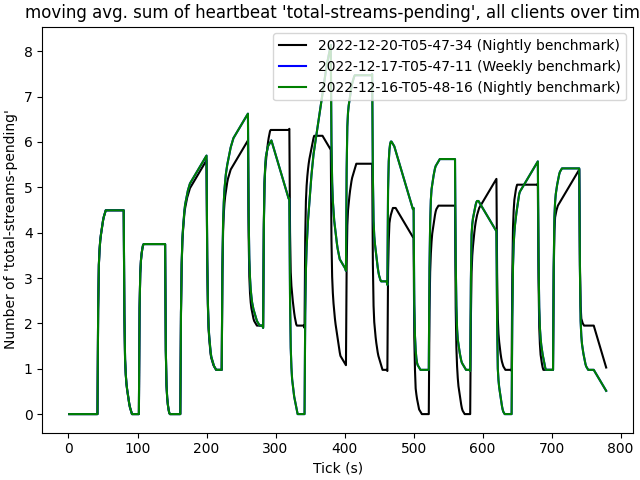 moving avg. sum of heartbeat 'total-streams-pending', all clients over tim
2022-12-20-T05-47-34 (Nightly benchmark)
2022-12-17-T05-47-11 (Weekly benchmark)
2022-12-16-T05-48-16 (Nightly benchmark)
Number of 'total-streams-pending'
8
7
6
5
4
3
2
1
0
0 100 200 300 400 500 600 700 800
Tick (s)